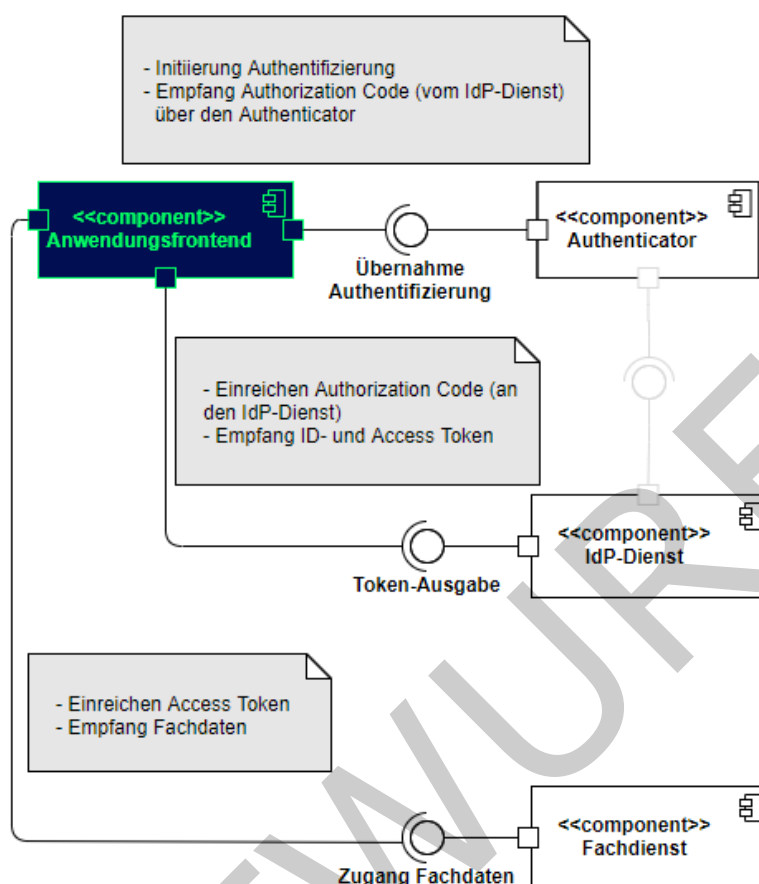 - Initiierung Authentifizierung
- Empfang Authorization Code (vom IdP-Dienst)
über den Authenticator
<<component>>
Anwendungsfrontend
<<component>>
Authenticator
Übernahme
Authentifizierung
- Einreichen Authorization Code (an
den IdP-Dienst)
- Empfang ID- und Access Token
<<component>>
IdP-Dienst
Token-Ausgabe
- Einreichen Access Token
- Empfang Fachdaten
<<component>>
Fachdienst
Zugang Fachdaten